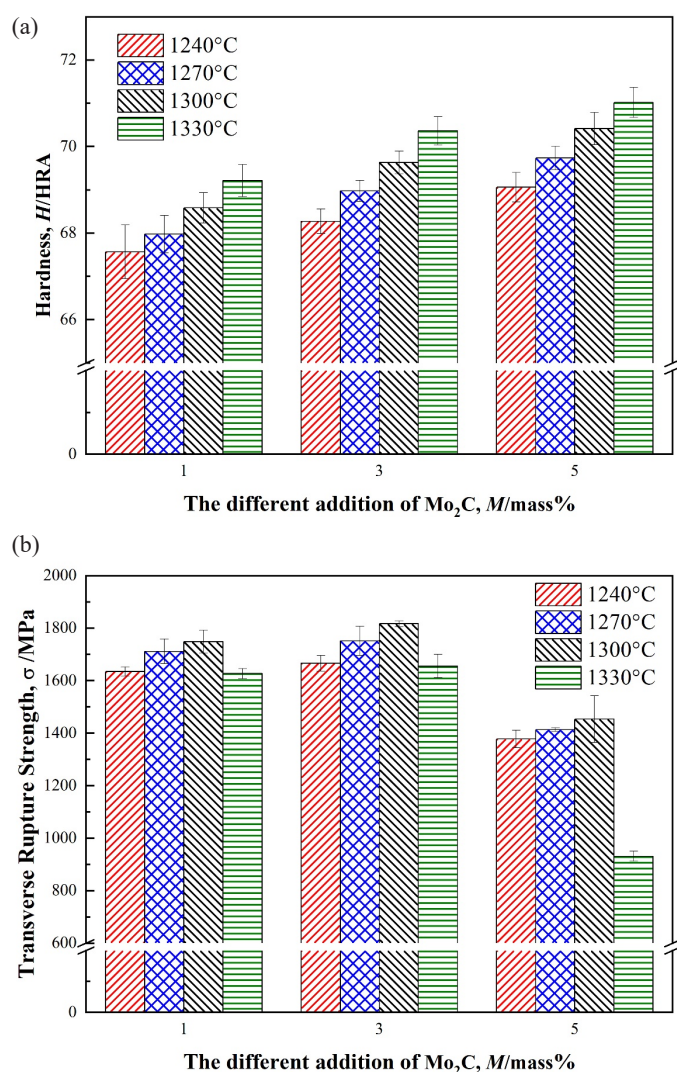 (a)
1240°C
1270°C
1300°C
1330°C
72
70
68
66
0
Hardness, H/HRA
1 3 5
The different addition of Mo₂C, M/mass%
(b)
1240°C
1270°C
1300°C
1330°C
2000
1800
1600
1400
1200
1000
800
600
0
Transverse Rupture Strength, σ /MPa
1 3 5
The different addition of Mo₂C, M/mass%